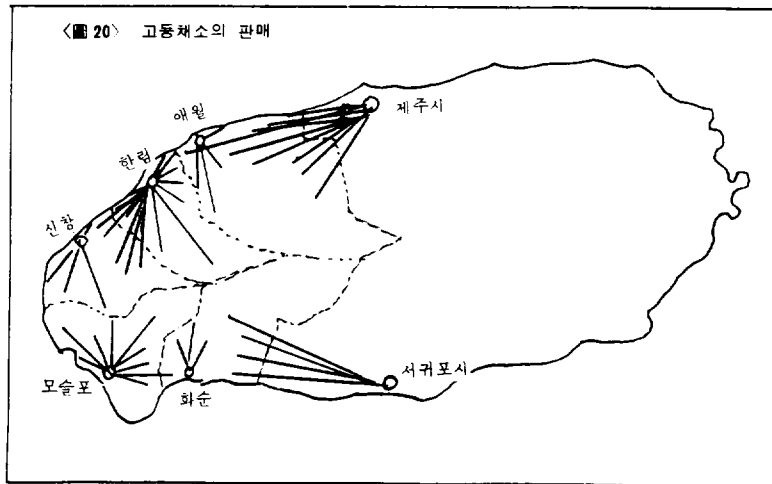 〈圖 20〉 고등채소의 판매
제주시
애월
한림
신창
모슬포
화순
서귀포시